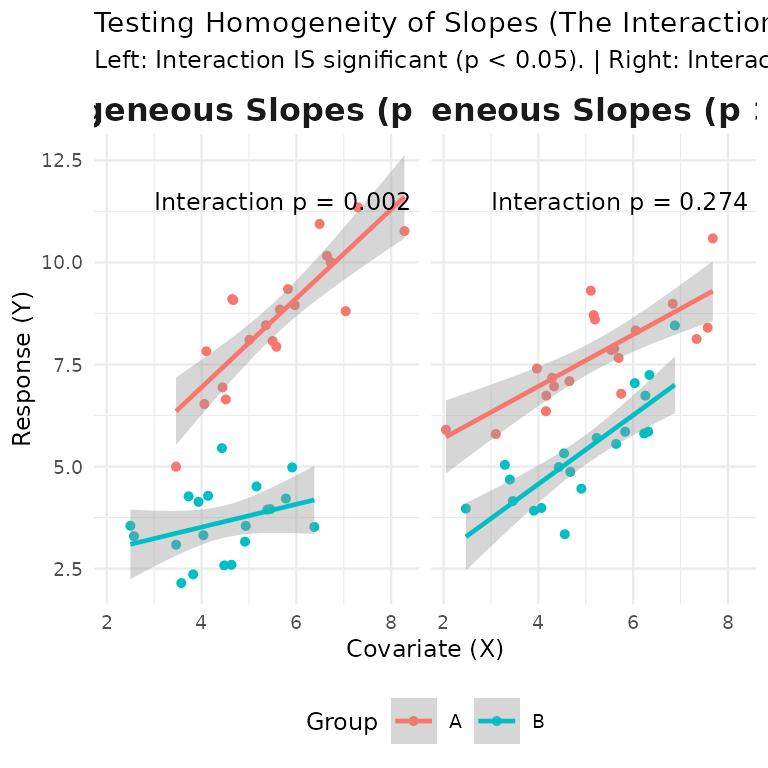 Testing Homogeneity of Slopes (The Interaction
Left: Interaction IS significant (p < 0.05). | Right: Interac
geneous Slopes (p
eneous Slopes (p
Interaction p = 0.002
Interaction p = 0.274
12.5
10.0
7.5
5.0
2.5
2 4 6 8
2 4 6 8
Response (Y)
Covariate (X)
Group A B